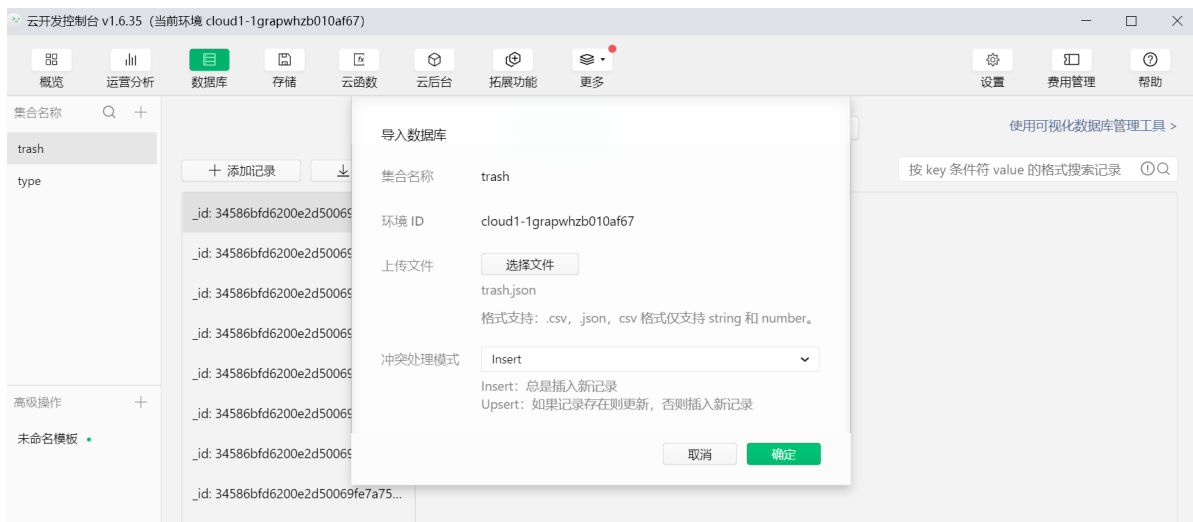 云开发控制台 v1.6.35（当前环境 cloud1-1grapwhzb010af67）
概览 运营分析 数据库 存储 云函数 云后台 拓展功能 更多 设置 费用管理 帮助
集合名称
trash
type
高级操作
未命名模板
使用可视化数据库管理工具 >
添加记录
按 key 条件符 value 的格式搜索记录
_id: 34586bfd6200e2d50069
_id: 34586bfd6200e2d50069
_id: 34586bfd6200e2d50069
_id: 34586bfd6200e2d50069
_id: 34586bfd6200e2d50069
_id: 34586bfd6200e2d50069
_id: 34586bfd6200e2d50069
_id: 34586bfd6200e2d50069fe7a75...
导入数据库
集合名称 trash
环境 ID cloud1-1grapwhzb010af67
上传文件 选择文件
trash.json
格式支持：.csv，.json，csv 格式仅支持 string 和 number。
冲突处理模式 Insert
Insert：总是插入新记录
Upsert：如果记录存在则更新，否则插入新记录
取消 确定